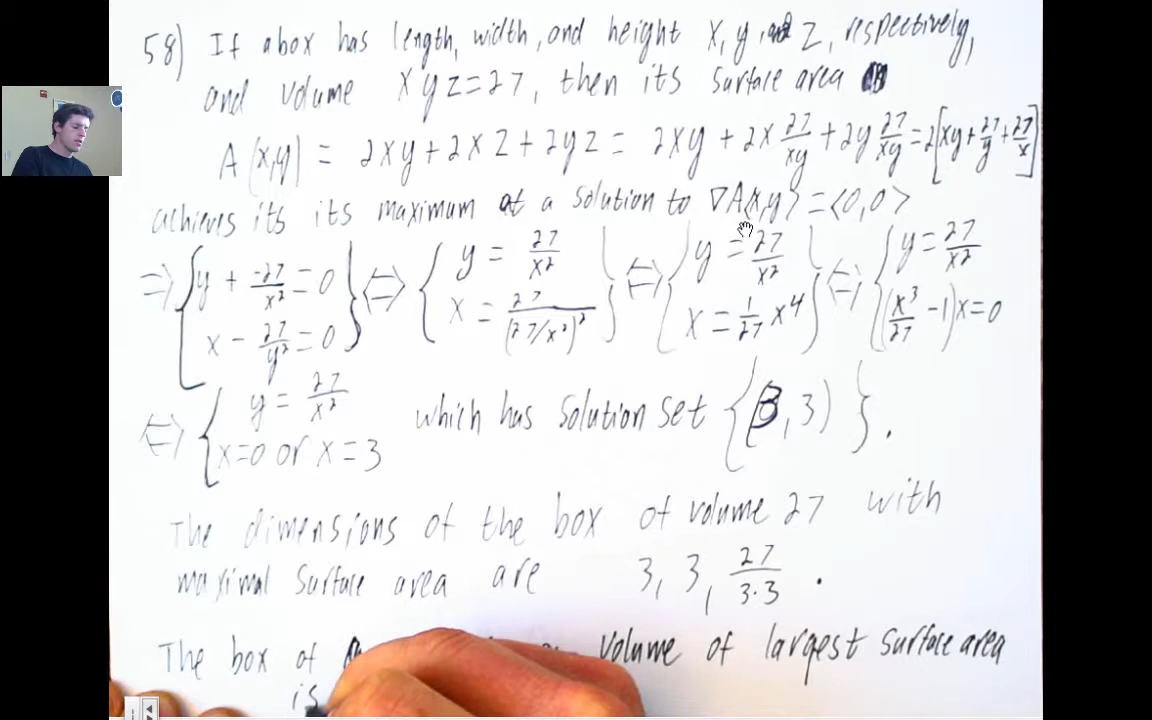 58) If a box has length, width, and height x, y, and z, respectively,
and volume xyz=27, then its surface area
A(x,y) = 2xy+2xz+2yz = 2xy + 2x 27/xy + 2y 27/xy = 2[xy + 27/y + 27/x]
achieves its its maximum at a solution to ∇A(x,y) = <0,0>
⇒ { y + -27/x² = 0 } ⇔ { y = 27/x² } ⇔ { y = 27/x² } ⇔ { y = 27/x²
x - 27/y² = 0 x = 27/(27/x²)² x = 1/27 x⁴ (x³/27 - 1)x = 0
⇔ { y = 27/x² which has solution set {(3,3)}.
x=0 or x=3
The dimensions of the box of volume 27 with
maximal surface area are 3, 3, 27/3·3 .
The box of volume of largest surface area
is